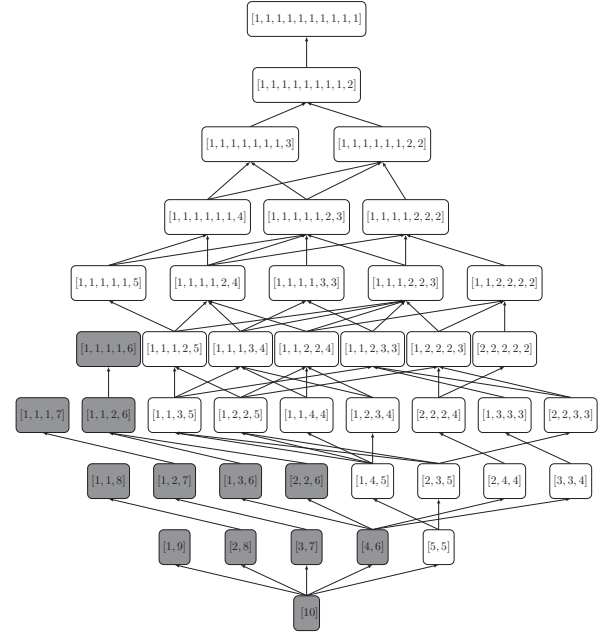 [1, 1, 1, 1, 1, 1, 1, 1, 1, 1]
[1, 1, 1, 1, 1, 1, 1, 1, 2]
[1, 1, 1, 1, 1, 1, 1, 3] [1, 1, 1, 1, 1, 1, 2, 2]
[1, 1, 1, 1, 1, 1, 4] [1, 1, 1, 1, 1, 2, 3] [1, 1, 1, 1, 2, 2, 2]
[1, 1, 1, 1, 1, 5] [1, 1, 1, 1, 2, 4] [1, 1, 1, 1, 3, 3] [1, 1, 1, 2, 2, 3] [1, 1, 2, 2, 2, 2]
[1, 1, 1, 1, 6] [1, 1, 1, 2, 5] [1, 1, 1, 3, 4] [1, 1, 2, 2, 4] [1, 1, 2, 3, 3] [1, 2, 2, 2, 3] [2, 2, 2, 2, 2]
[1, 1, 1, 7] [1, 1, 2, 6] [1, 1, 3, 5] [1, 2, 2, 5] [1, 1, 4, 4] [1, 2, 3, 4] [2, 2, 2, 4] [1, 3, 3, 3] [2, 2, 3, 3]
[1, 1, 8] [1, 2, 7] [1, 3, 6] [2, 2, 6] [1, 4, 5] [2, 3, 5] [2, 4, 4] [3, 3, 4]
[1, 9] [2, 8] [3, 7] [4, 6] [5, 5]
[10]